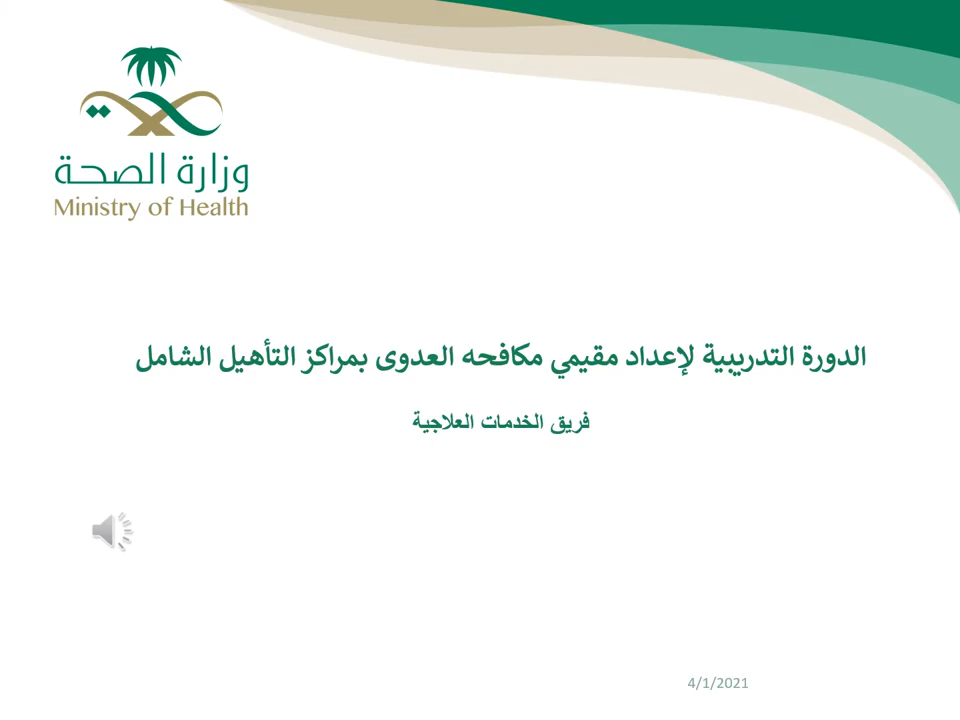 وزارة الصحة
Ministry of Health
الدورة التدريبية لإعداد مقيمي مكافحه العدوى بمراكز التأهيل الشامل
فريق الخدمات العلاجية
4/1/2021